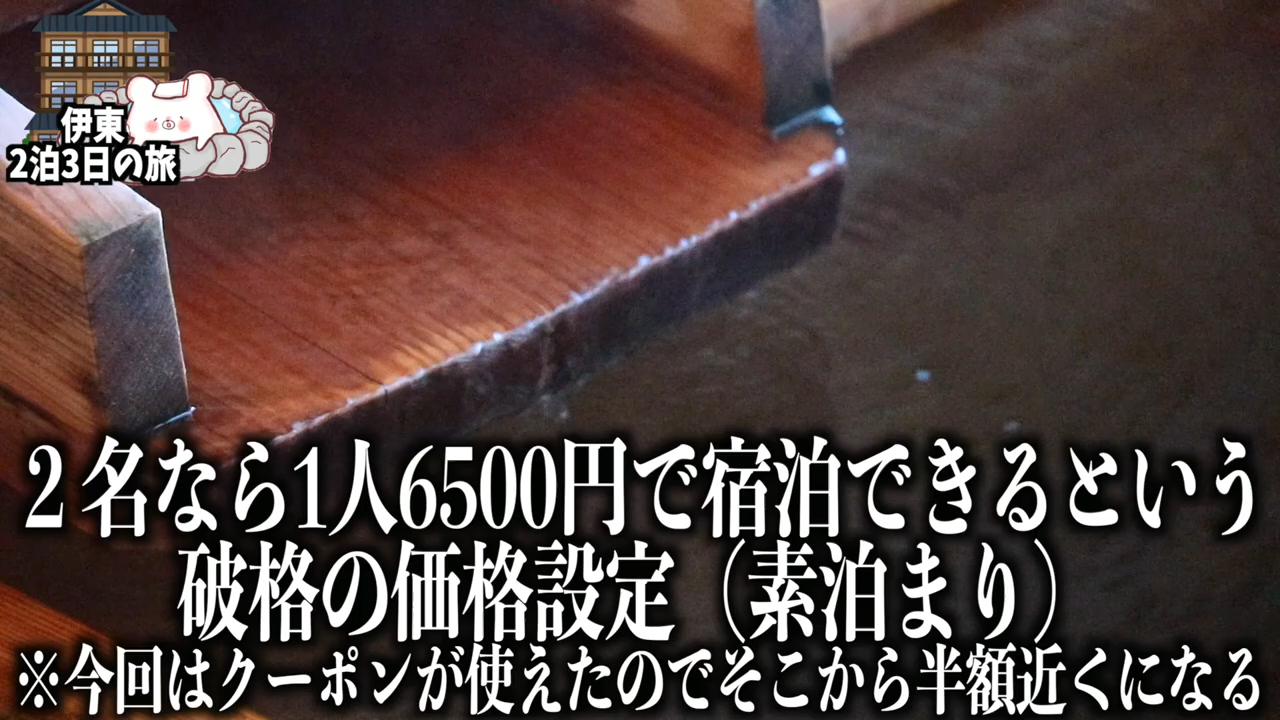 伊東
2泊3日の旅
２名なら1人6500円で宿泊できるという
破格の価格設定（素泊まり）
※今回はクーポンが使えたのでそこから半額近くになる